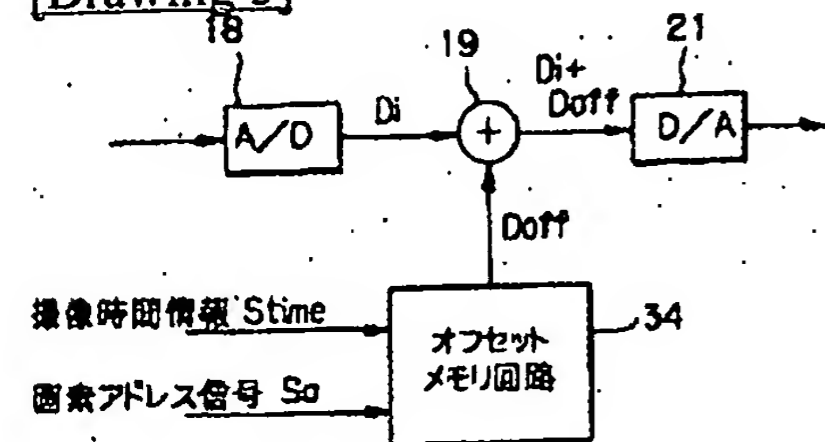 18
19
21
Di+
Doff
A/D
Di
+
D/A
Doff
撮像時間情報 Stime
画素アドレス信号 Sa
オフセット
メモリ回路
34